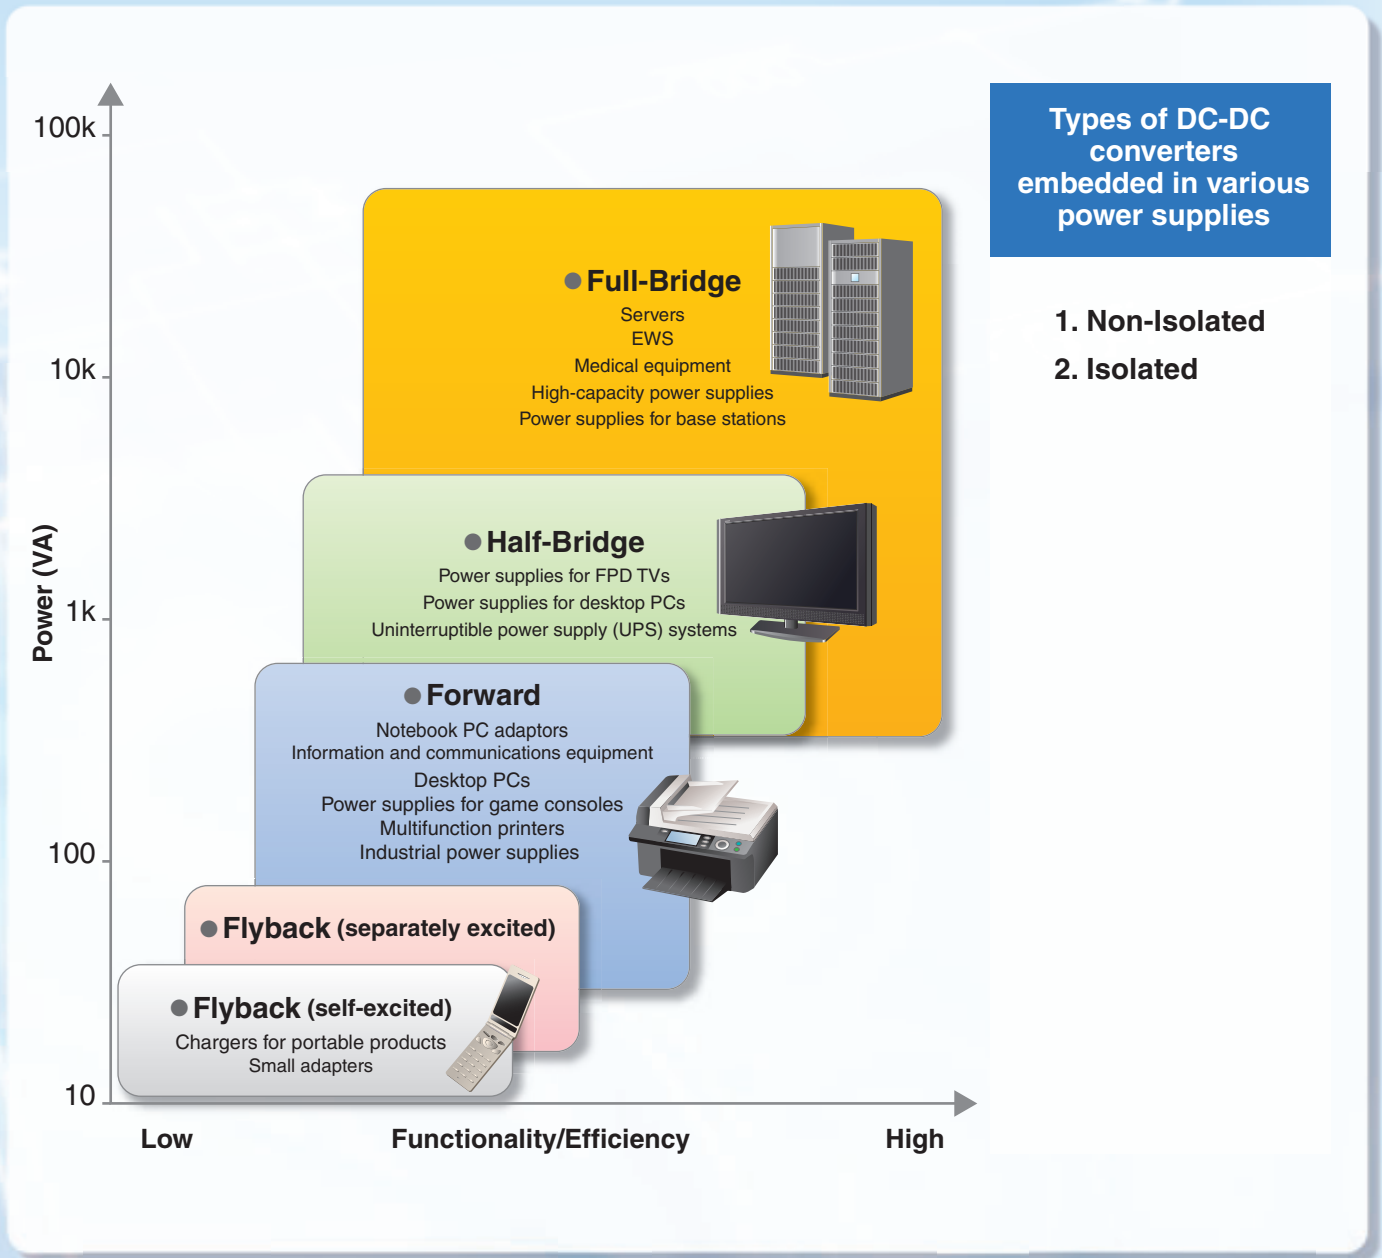 100k
10k
1k
100
10
Power (VA)
Low
Functionality/Efficiency
High
● Full-Bridge
Servers
EWS
Medical equipment
High-capacity power supplies
Power supplies for base stations
● Half-Bridge
Power supplies for FPD TVs
Power supplies for desktop PCs
Uninterruptible power supply (UPS) systems
● Forward
Notebook PC adaptors
Information and communications equipment
Desktop PCs
Power supplies for game consoles
Multifunction printers
Industrial power supplies
● Flyback (separately excited)
● Flyback (self-excited)
Chargers for portable products
Small adapters
Types of DC-DC
converters
embedded in various
power supplies
1. Non-Isolated
2. Isolated